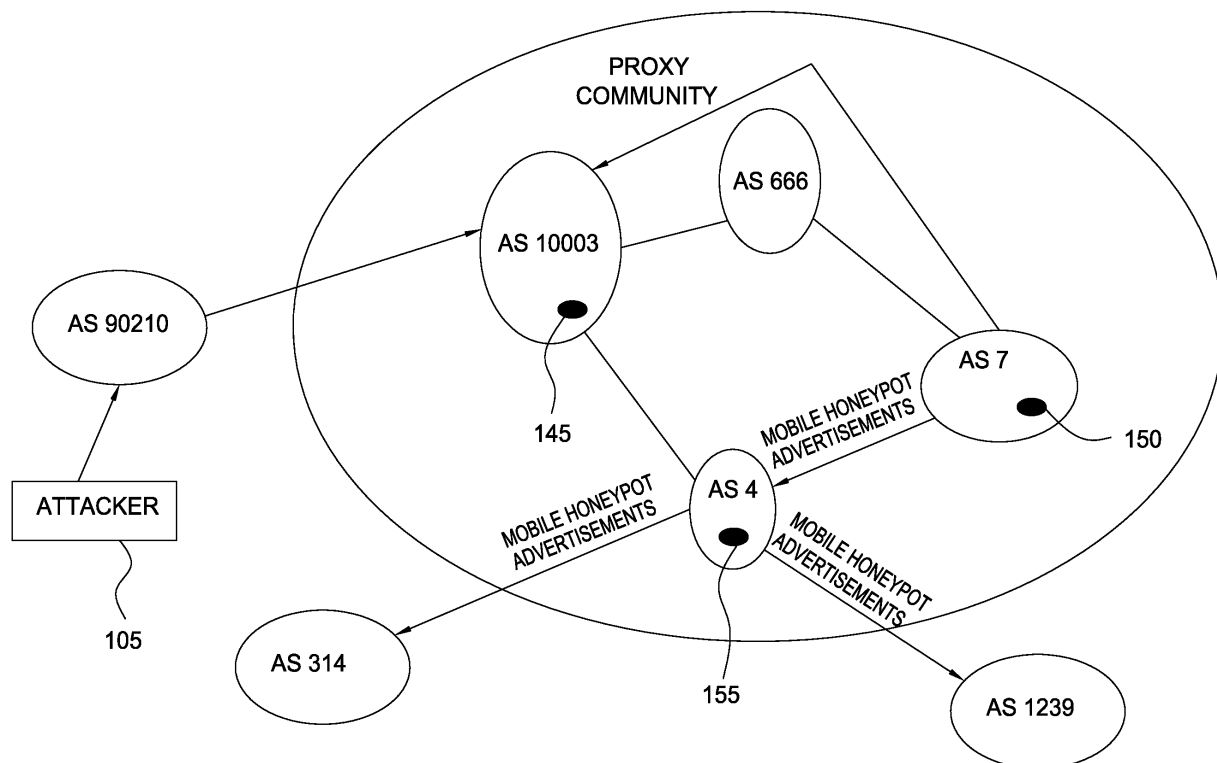 PROXY
COMMUNITY
AS 666
AS 10003
AS 90210
AS 7
MOBILE HONEYPOT
ADVERTISEMENTS
145
150
AS 4
ATTACKER
MOBILE HONEYPOT
ADVERTISEMENTS
MOBILE HONEYPOT
ADVERTISEMENTS
105
AS 314
155
AS 1239